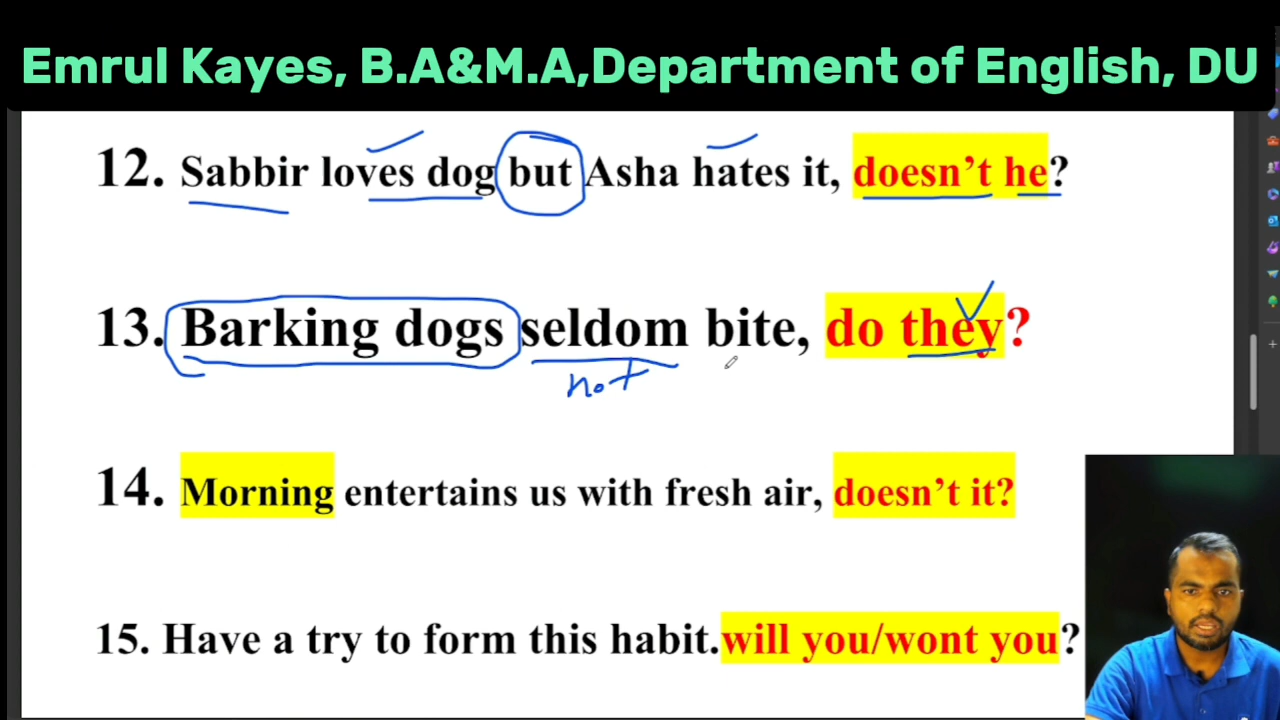 Emrul Kayes, B.A&M.A,Department of English, DU
12. Sabbir loves dog but Asha hates it, doesn't he?
13. Barking dogs seldom bite, do they?
not
14. Morning entertains us with fresh air, doesn't it?
15. Have a try to form this habit.will you/wont you?